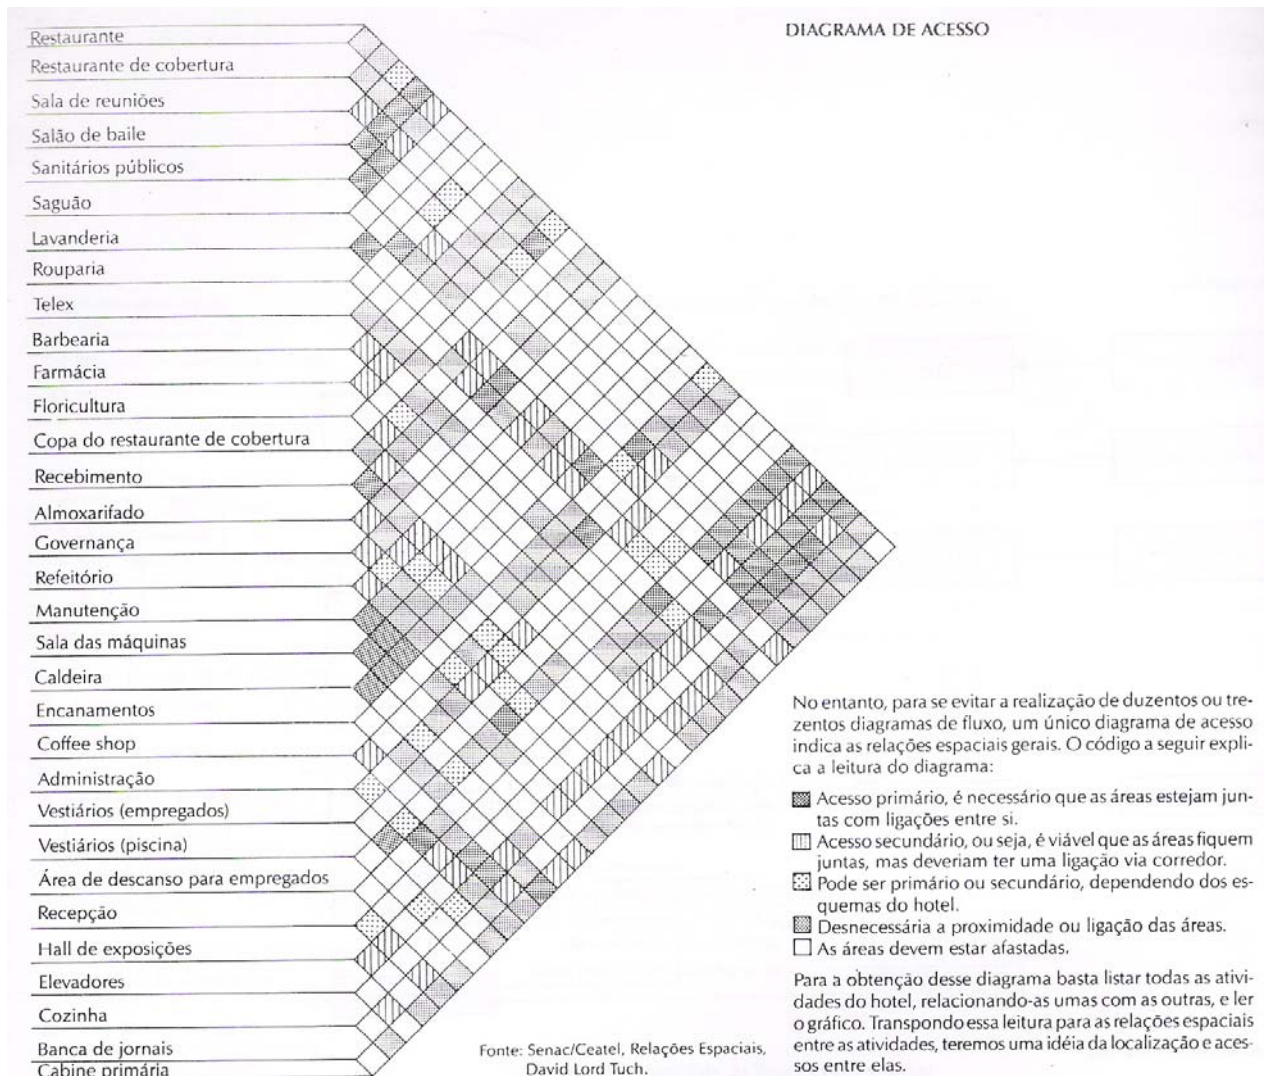 DIAGRAMA DE ACESSO
Restaurante
Restaurante de cobertura
Sala de reuniões
Salão de baile
Sanitários públicos
Saguão
Lavanderia
Rouparia
Telex
Barbearia
Farmácia
Floricultura
Copa do restaurante de cobertura
Recebimento
Almoxarifado
Governança
Refeitório
Manutenção
Sala das máquinas
Caldeira
Encanamentos
Coffee shop
Administração
Vestiários (empregados)
Vestiários (piscina)
Área de descanso para empregados
Recepção
Hall de exposições
Elevadores
Cozinha
Banca de jornais
Cabine primária
Fonte: Senac/Ceatel, Relações Espaciais,
David Lord Tuch.
No entanto, para se evitar a realização de duzentos ou tre-
zentos diagramas de fluxo, um único diagrama de acesso
indica as relações espaciais gerais. O código a seguir expli-
ca a leitura do diagrama:
Acesso primário, é necessário que as áreas estejam jun-
tas com ligações entre si.
Acesso secundário, ou seja, é viável que as áreas fiquem
juntas, mas deveriam ter uma ligação via corredor.
Pode ser primário ou secundário, dependendo dos es-
quemas do hotel.
Desnecessária a proximidade ou ligação das áreas.
As áreas devem estar afastadas.
Para a obtenção desse diagrama basta listar todas as ativi-
dades do hotel, relacionando-as umas com as outras, e ler
o gráfico. Transpondo essa leitura para as relações espaciais
entre as atividades, teremos uma idéia da localização e aces-
sos entre elas.